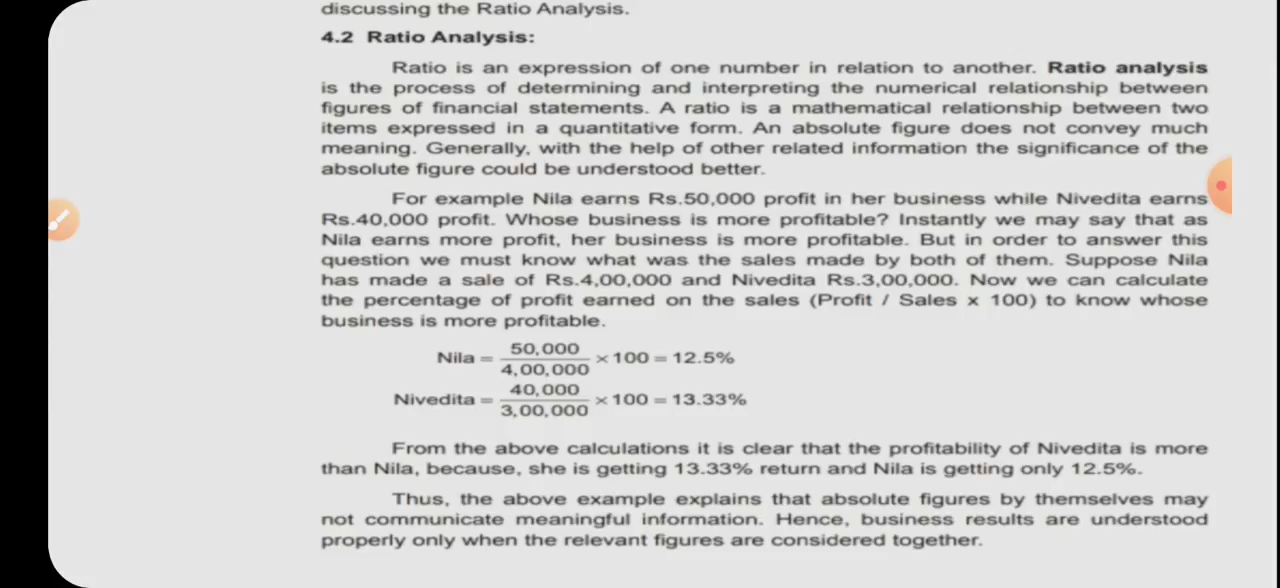 discussing the Ratio Analysis.
4.2 Ratio Analysis:
Ratio is an expression of one number in relation to another. Ratio analysis
is the process of determining and interpreting the numerical relationship between
figures of financial statements. A ratio is a mathematical relationship between two
items expressed in a quantitative form. An absolute figure does not convey much
meaning. Generally, with the help of other related information the significance of the
absolute figure could be understood better.
For example Nila earns Rs.50,000 profit in her business while Nivedita earns
Rs.40,000 profit. Whose business is more profitable? Instantly we may say that as
Nila earns more profit, her business is more profitable. But in order to answer this
question we must know what was the sales made by both of them. Suppose Nila
has made a sale of Rs.4,00,000 and Nivedita Rs.3,00,000. Now we can calculate
the percentage of profit earned on the sales (Profit / Sales x 100) to know whose
business is more profitable.
Nila = 50,000 / 4,00,000 × 100 = 12.5%
Nivedita = 40,000 / 3,00,000 × 100 = 13.33%
From the above calculations it is clear that the profitability of Nivedita is more
than Nila, because, she is getting 13.33% return and Nila is getting only 12.5%.
Thus, the above example explains that absolute figures by themselves may
not communicate meaningful information. Hence, business results are understood
properly only when the relevant figures are considered together.